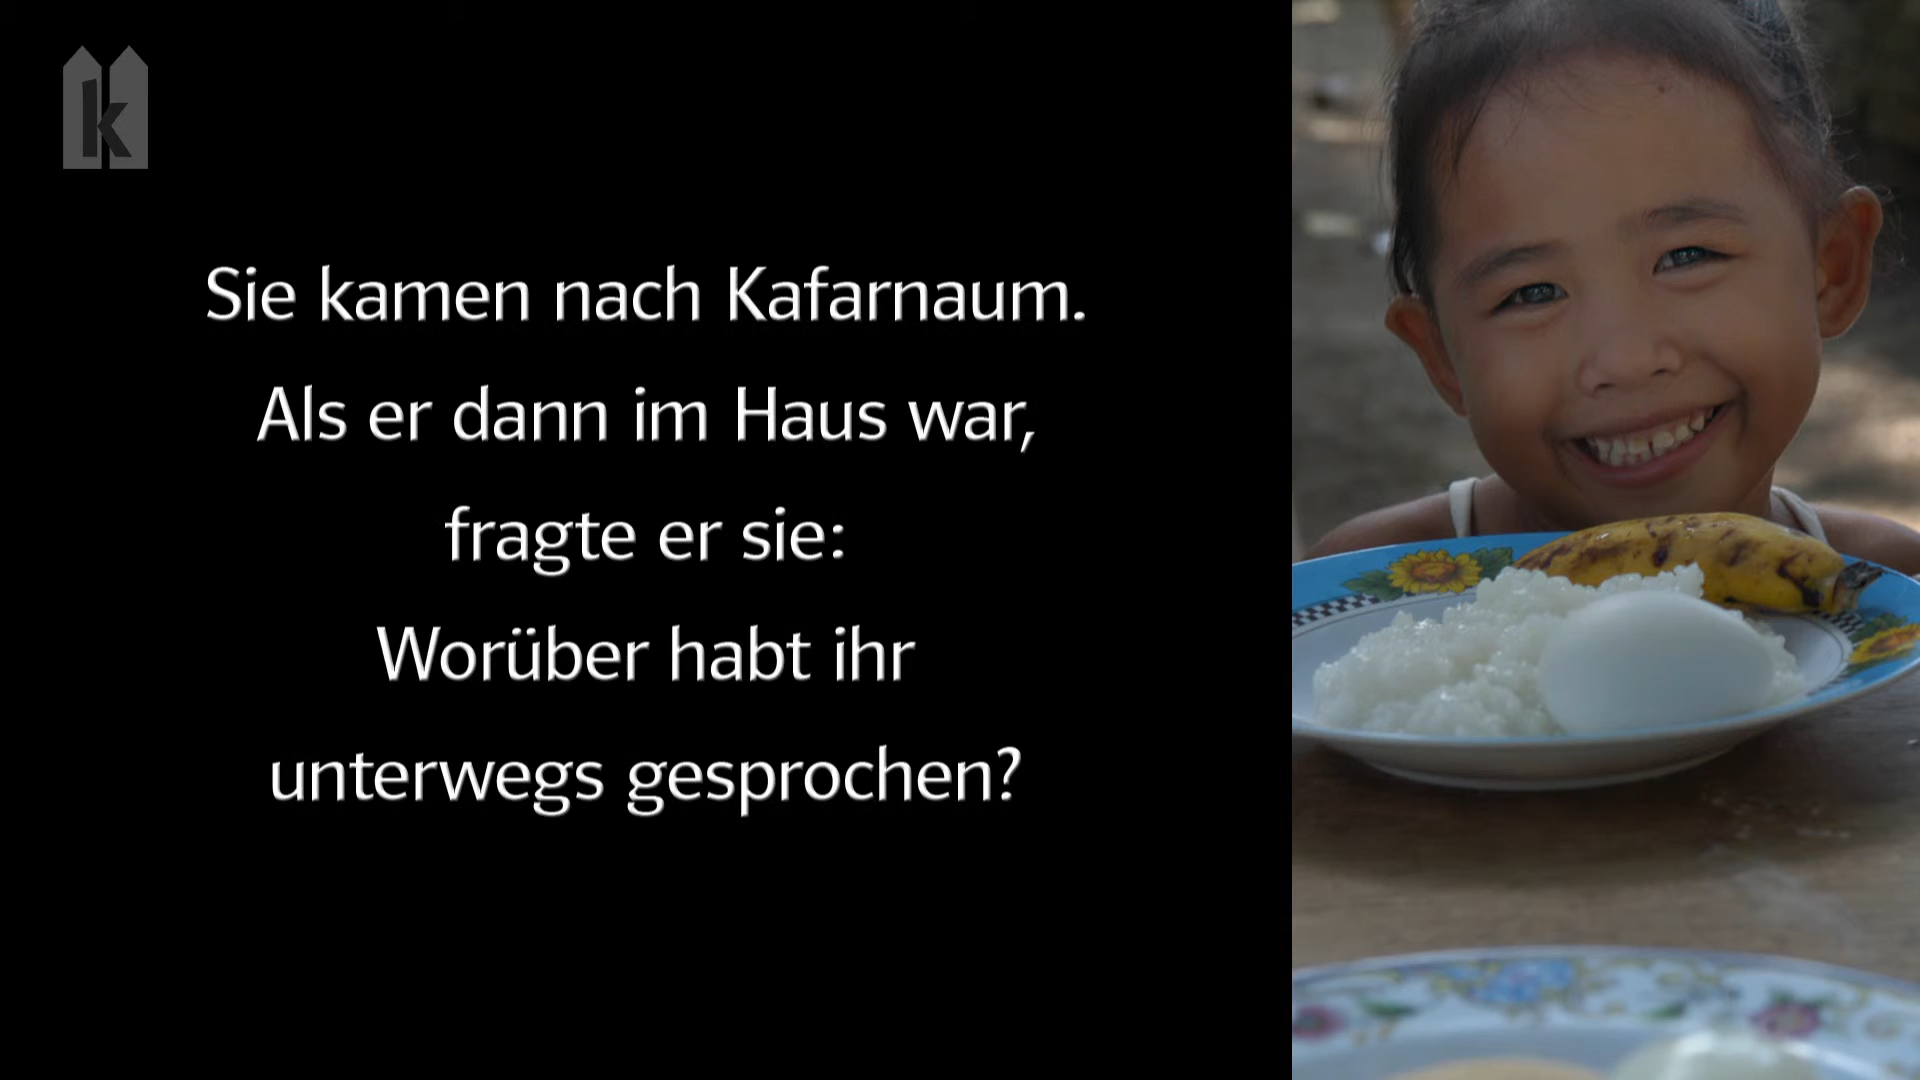 k
Sie kamen nach Kafarnaum.
Als er dann im Haus war,
fragte er sie:
Worüber habt ihr
unterwegs gesprochen?